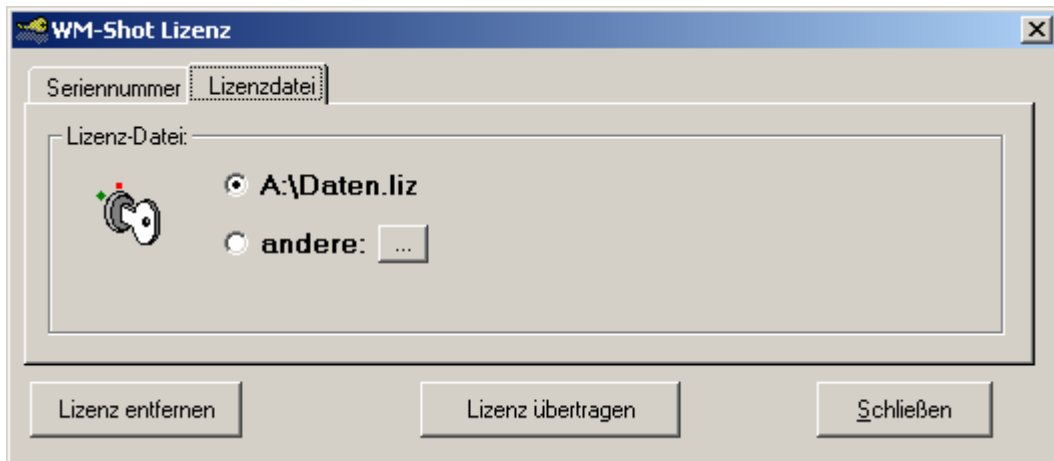 WM-Shot Lizenz
Seriennummer Lizenzdatei
Lizenz-Datei:
A:\Daten.liz
andere: ...
Lizenz entfernen Lizenz übertragen Schließen